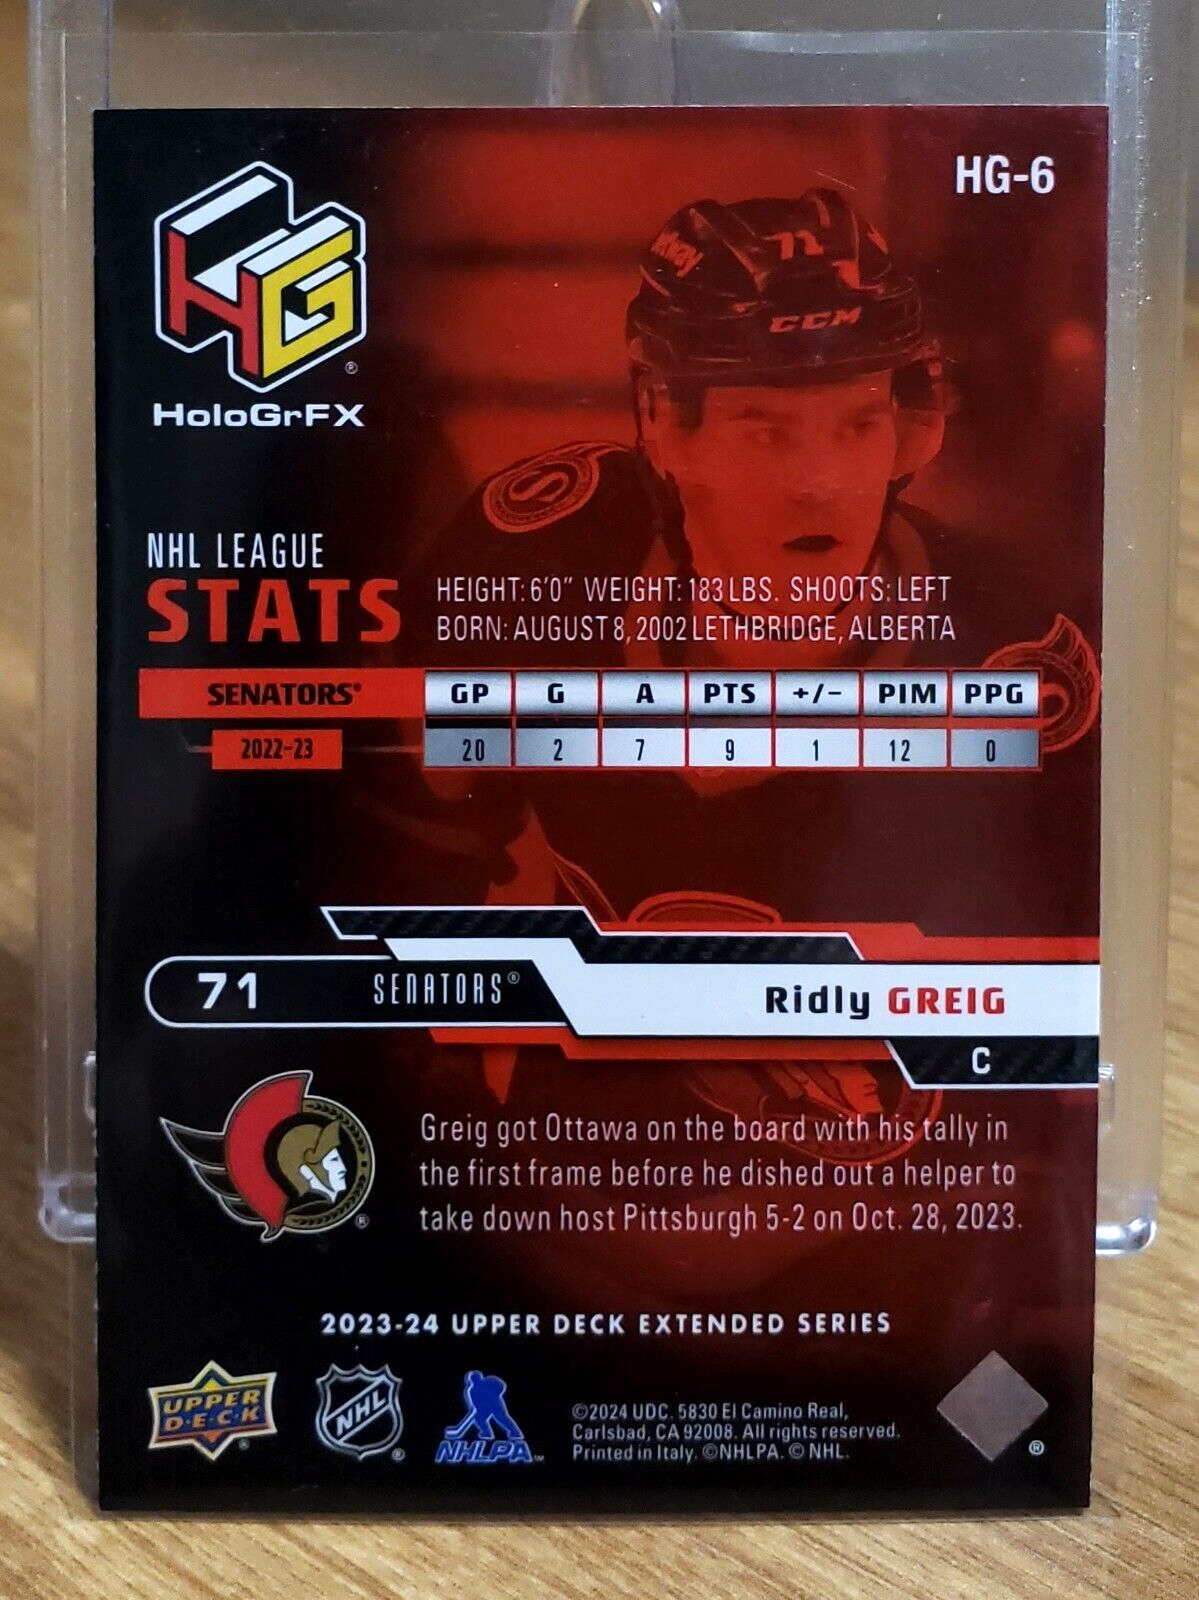 HG-6
HG
®
HoloGrFX
71
CCM
NHL LEAGUE
STATS
HEIGHT: 6'0" WEIGHT: 183 LBS. SHOOTS: LEFT
BORN: AUGUST 8, 2002 LETHBRIDGE, ALBERTA
SENATORS® GP G A PTS +/- PIM PPG
2022-23 20 2 7 9 1 12 0
71 SENATORS® Ridly GREIG
C
Greig got Ottawa on the board with his tally in
the first frame before he dished out a helper to
take down host Pittsburgh 5-2 on Oct. 28, 2023.
®
2023-24 UPPER DECK EXTENDED SERIES
UPPER
D·E·C·K
®
NHL
®
NHLPA™
©2024 UDC. 5830 El Camino Real,
Carlsbad, CA 92008. All rights reserved.
Printed in Italy. ©NHLPA. © NHL.
®